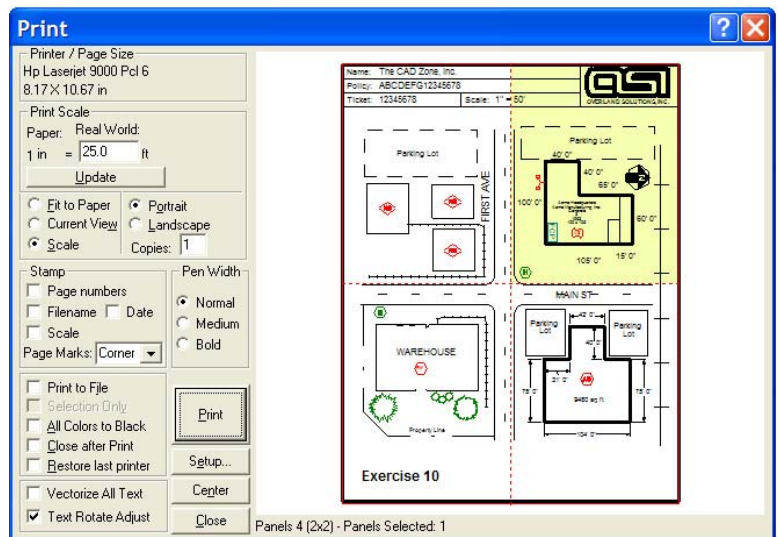 Print
Printer / Page Size
Hp Laserjet 9000 Pcl 6
8.17 X 10.67 in
Print Scale
Paper: Real World:
1 in = 25.0 ft
Update
Fit to Paper
Portrait
Current View
Landscape
Scale
Copies: 1
Stamp
Page numbers
Filename
Date
Scale
Page Marks: Corner
Pen Width
Normal
Medium
Bold
Print to File
Selection Only
All Colors to Black
Close after Print
Restore last printer
Vectorize All Text
Text Rotate Adjust
Print
Setup...
Center
Close
Name: The CAD Zone, Inc.
Policy: ABCDEFG12345678
Ticket: 12345678 Scale: 1" = 50'
OSI
OVERLAND SOLUTIONS, INC.
Parking Lot
FIRST AVE
Parking Lot
40' 0"
40' 0"
65' 0"
100' 0"
60' 0"
15' 0"
105' 0"
MAIN ST
WAREHOUSE
Property Line
Parking
Lot
42' 0"
Parking
Lot
40' 0"
31' 0"
78' 0"
78' 0"
9480 sq ft
104' 0"
Exercise 10
Panels 4 (2x2) - Panels Selected: 1